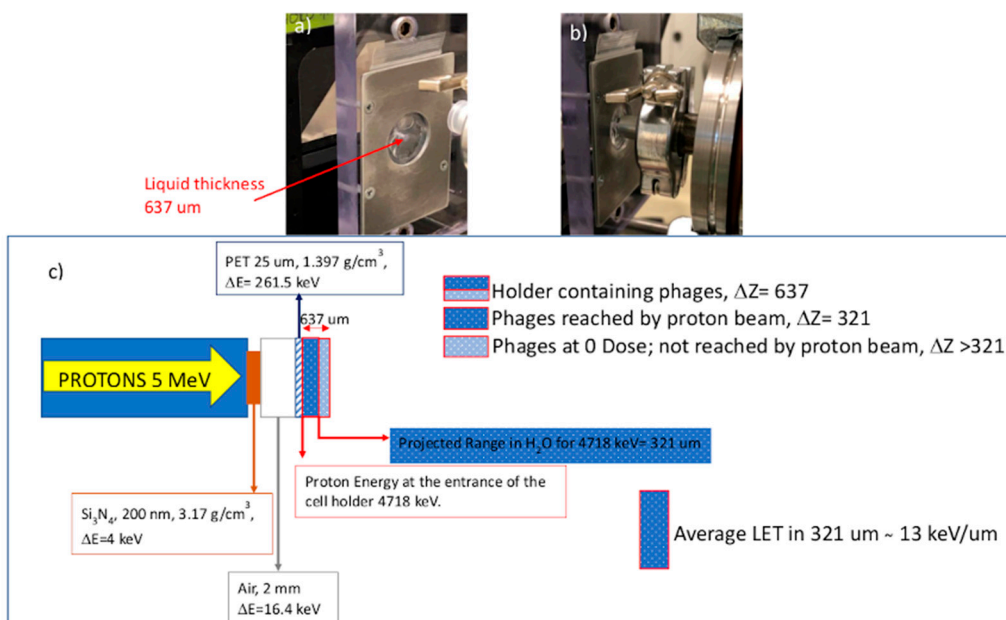 a)
b)
Liquid thickness
637 um
c)
PET 25 um, 1.397 g/cm³,
ΔE= 261.5 keV
637 um
Holder containing phages, ΔZ= 637
Phages reached by proton beam, ΔZ= 321
Phages at 0 Dose; not reached by proton beam, ΔZ >321
PROTONS 5 MeV
Projected Range in H₂O for 4718 keV= 321 um
Proton Energy at the entrance of the
cell holder 4718 keV.
Si₃N₄, 200 nm, 3.17 g/cm³,
ΔE=4 keV
Average LET in 321 um ~ 13 keV/um
Air, 2 mm
ΔE=16.4 keV